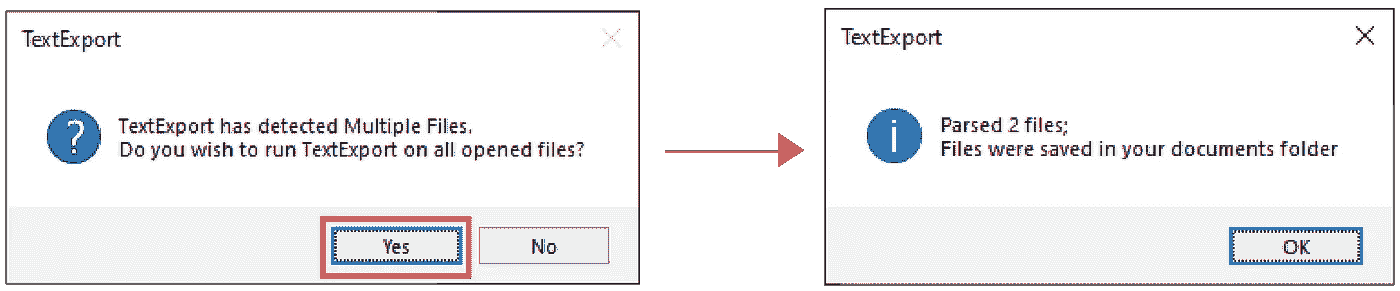 TextExport
TextExport has detected Multiple Files.
Do you wish to run TextExport on all opened files?
Yes
No
TextExport
Parsed 2 files;
Files were saved in your documents folder
OK